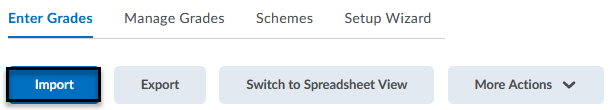 Enter Grades Manage Grades Schemes Setup Wizard
Import Export Switch to Spreadsheet View More Actions